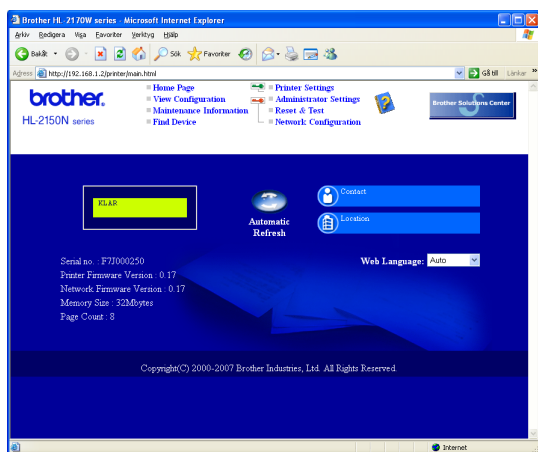 Brother HL-2170W series - Microsoft Internet Explorer
Arkiv Redigera Visa Favoriter Verktyg Hjälp
Bakåt Sök Favoriter
Adress http://192.168.1.2/printer/main.html Gå till Länkar »
brother.
HL-2150N series
Home Page
View Configuration
Maintenance Information
Find Device
Printer Settings
Administrator Settings
Reset & Test
Network Configuration
Brother Solutions Center
KLAR
Automatic
Refresh
Contact
Location
Serial no. : F7J000250
Printer Firmware Version : 0.17
Network Firmware Version : 0.17
Memory Size : 32Mbytes
Page Count : 8
Web Language: Auto
Copyright(C) 2000-2007 Brother Industries, Ltd. All Rights Reserved.
Internet